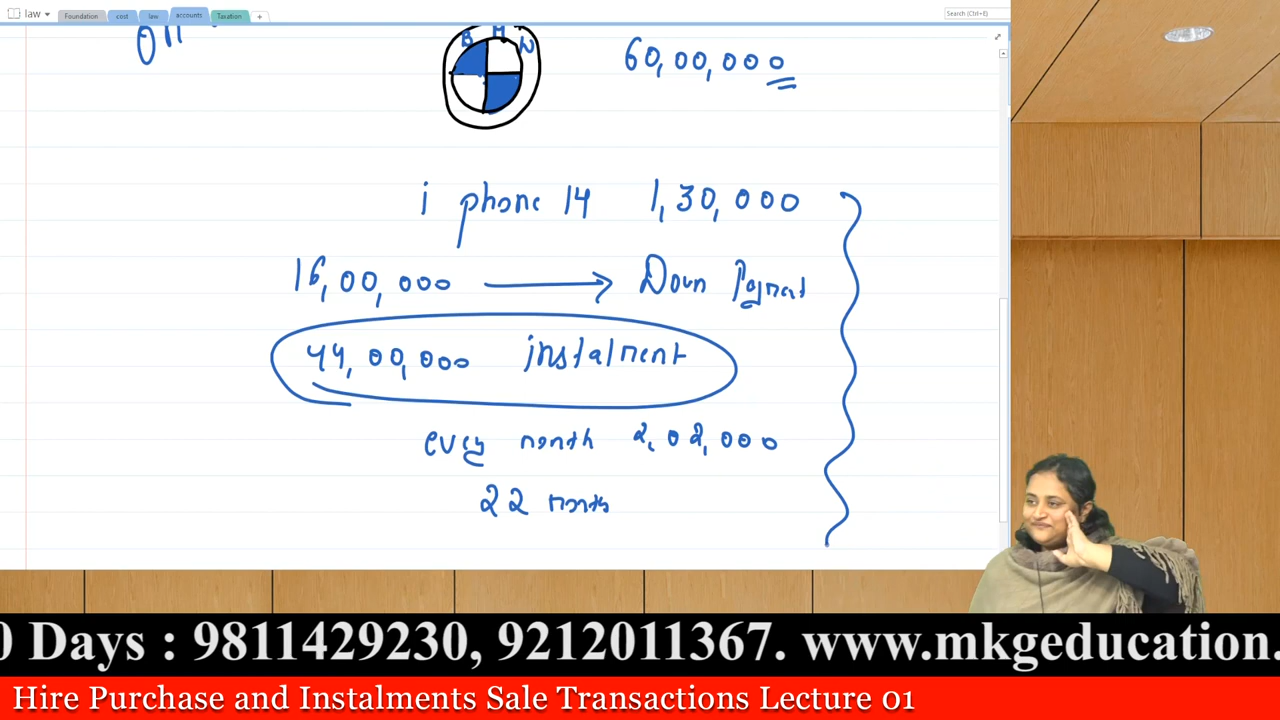 law
Foundation
cost
law
accounts
Taxation
+
Search (Ctrl+E)
B M W
60,00,000
i phone 14 1,30,000
16,00,000 → Down Payment
44,00,000 instalment
every month 2,02,000
22 month
0 Days : 9811429230, 9212011367. www.mkgeducation.
Hire Purchase and Instalments Sale Transactions Lecture 01